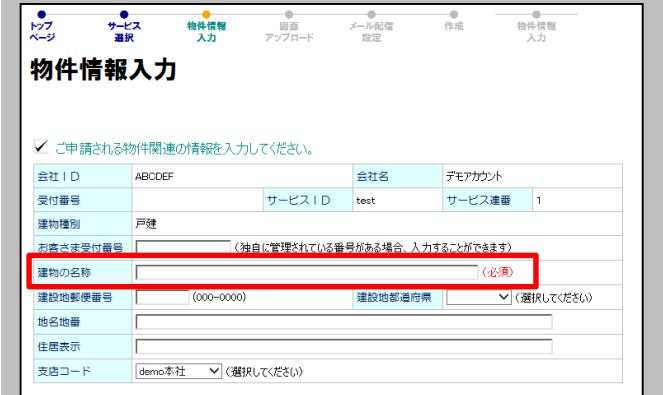 トップ
ページ
サービス
選択
物件情報
入力
図面
アップロード
メール配信
設定
作成
物件情報
入力
物件情報入力
ご申請される物件関連の情報を入力してください。
会社ID ABCDEF 会社名 デモアカウント
受付番号 サービスID test サービス連番 1
建物種別 戸建
お客さま受付番号 (独自に管理されている番号がある場合、入力することができます)
建物の名称 (必須)
建設地郵便番号 (000-0000) 建設地都道府県 (選択してください)
地名地番
住居表示
支店コード demo本社 (選択してください)